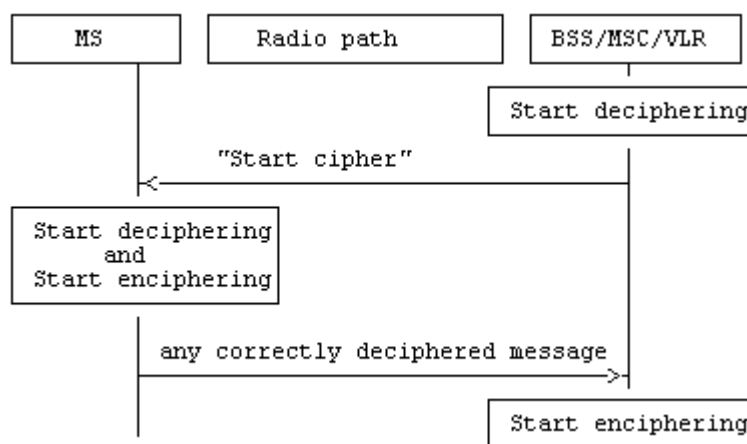 MS
Radio path
BSS/MSC/VLR
Start deciphering
"Start cipher"
Start deciphering
and
Start enciphering
any correctly deciphered message
Start enciphering